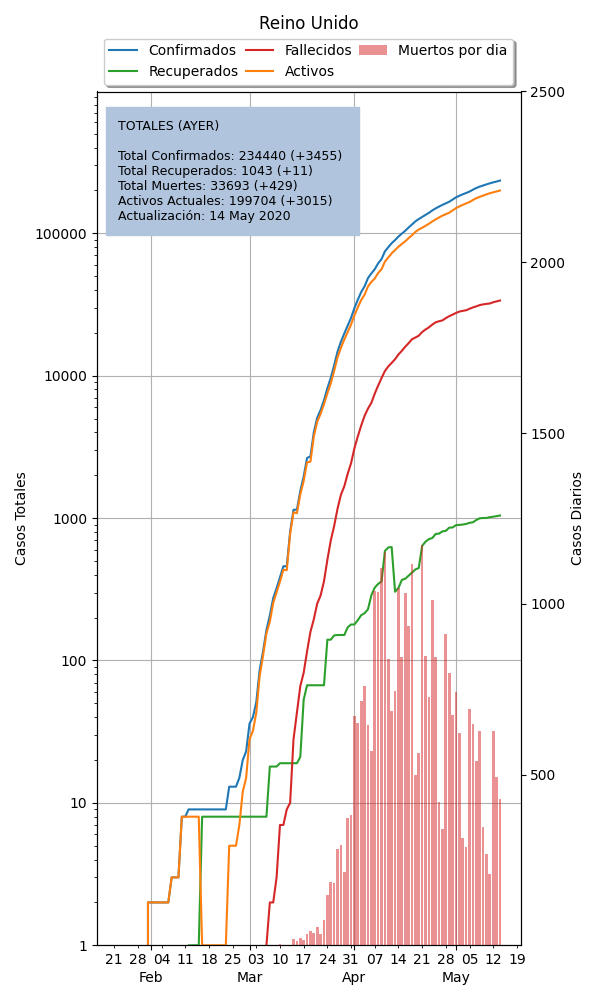 Reino Unido
Confirmados Fallecidos Muertos por dia
Recuperados Activos
TOTALES (AYER)
Total Confirmados: 234440 (+3455)
Total Recuperados: 1043 (+11)
Total Muertes: 33693 (+429)
Activos Actuales: 199704 (+3015)
Actualización: 14 May 2020
Casos Totales
100000
10000
1000
100
10
1
2500
2000
1500
1000
500
Casos Diarios
21 28 04 11 18 25 03 10 17 24 31 07 14 21 28 05 12 19
Feb Mar Apr May